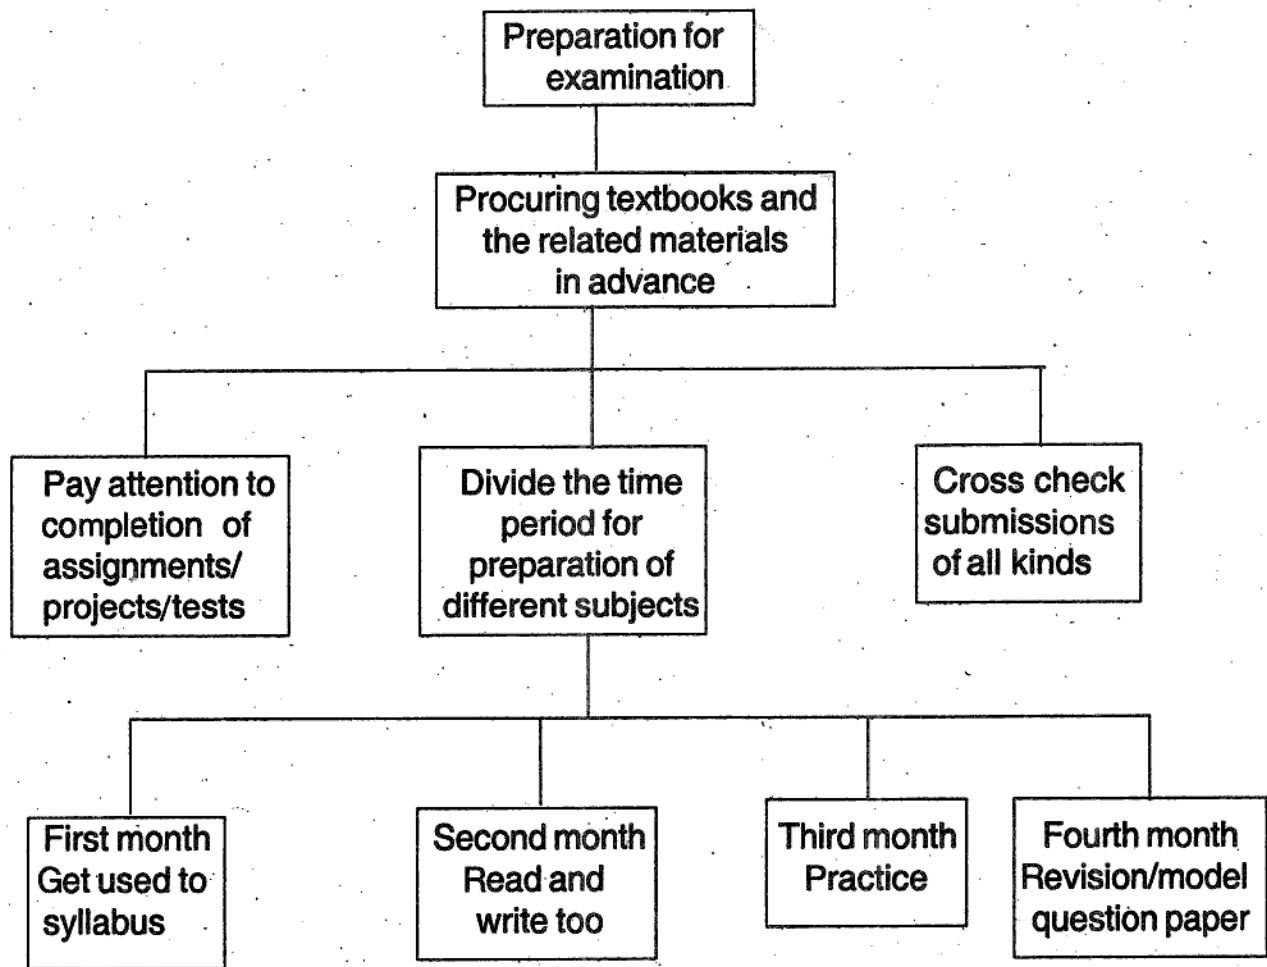 Preparation for
examination
Procuring textbooks and
the related materials
in advance
Pay attention to
completion of
assignments/
projects/tests
Divide the time
period for
preparation of
different subjects
Cross check
submissions
of all kinds
First month
Get used to
syllabus
Second month
Read and
write too
Third month
Practice
Fourth month
Revision/model
question paper